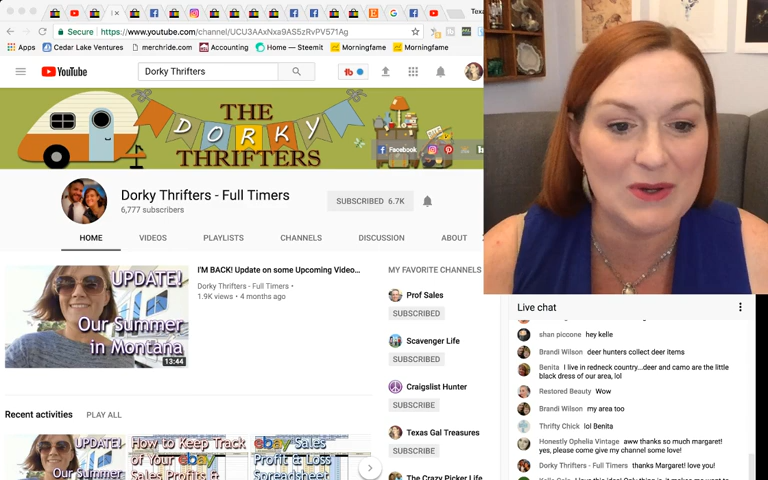 Texa
Secure https://www.youtube.com/channel/UCU3AAxNxa9AS5zRvPV571Ag
Apps Cedar Lake Ventures merchride.com Accounting Home — Steemit Morningfame Morningfame
YouTube Dorky Thrifters
THE
DORKY
THRIFTERS
Facebook
Dorky Thrifters - Full Timers
6,777 subscribers
SUBSCRIBED 6.7K
HOME VIDEOS PLAYLISTS CHANNELS DISCUSSION ABOUT
UPDATE!
Our Summer
in Montana
13:44
I'M BACK! Update on some Upcoming Video...
Dorky Thrifters - Full Timers •
1.9K views • 4 months ago
MY FAVORITE CHANNELS
Prof Sales
SUBSCRIBED
Scavenger Life
SUBSCRIBED
Craigslist Hunter
SUBSCRIBE
Texas Gal Treasures
SUBSCRIBED
The Crazy Picker Life
Recent activities PLAY ALL
UPDATE!
Our Summer
How to Keep Track
of Your ebay
Sales Profits &
ebay Sales
Profit & Loss
Spreadsheet
Live chat
shan piccone hey kelle
Brandi Wilson deer hunters collect deer items
Benita I live in redneck country...deer and camo are the little
black dress of our area, lol
Restored Beauty Wow
Brandi Wilson my area too
Thrifty Chick lol Benita
Honestly Ophelia Vintage aww thanks so much margaret!
yes, please come give my channel some love!
Dorky Thrifters - Full Timers thanks Margaret! love you!